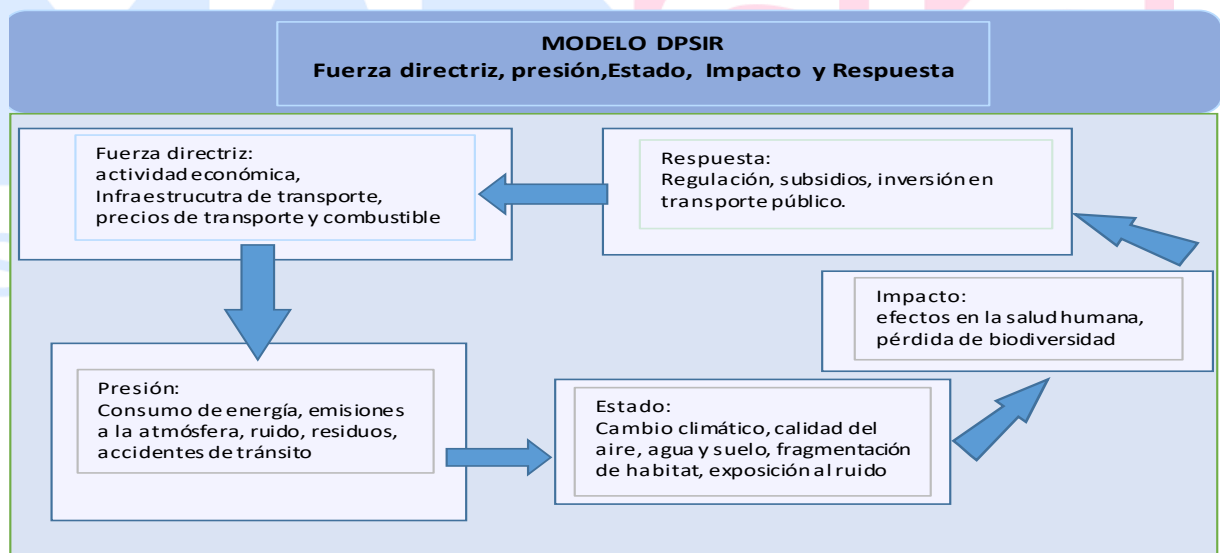 MODELO DPSIR
Fuerza directriz, presión,Estado, Impacto y Respuesta
Fuerza directriz:
actividad económica,
Infraestrucutra de transporte,
precios de transporte y combustible
Respuesta:
Regulación, subsidios, inversión en
transporte público.
Impacto:
efectos en la salud humana,
pérdida de biodiversidad
Presión:
Consumo de energía, emisiones
a la atmósfera, ruido, residuos,
accidentes de tránsito
Estado:
Cambio climático, calidad del
aire, agua y suelo, fragmentación
de habitat, exposición al ruido